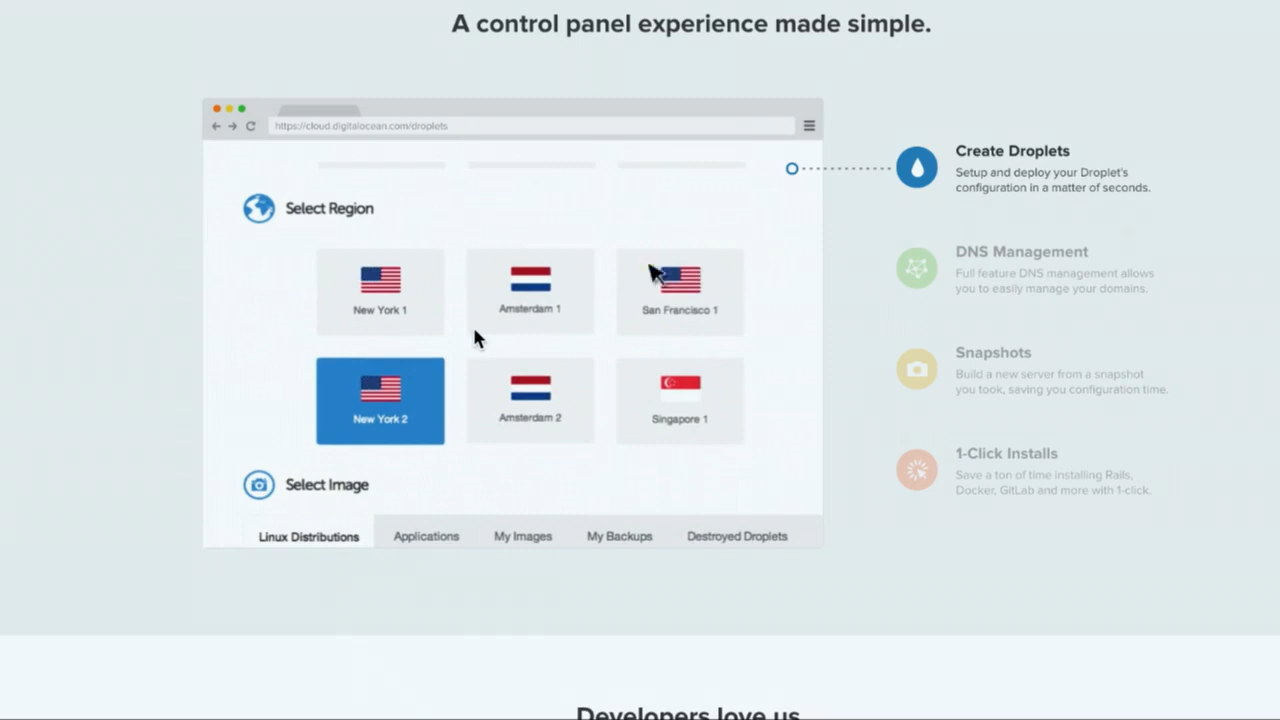 A control panel experience made simple.
https://cloud.digitalocean.com/droplets
Select Region
New York 1
Amsterdam 1
San Francisco 1
New York 2
Amsterdam 2
Singapore 1
Select Image
Linux Distributions
Applications
My Images
My Backups
Destroyed Droplets
Create Droplets
Setup and deploy your Droplet's
configuration in a matter of seconds.
DNS Management
Full feature DNS management allows
you to easily manage your domains.
Snapshots
Build a new server from a snapshot
you took, saving you configuration time.
1-Click Installs
Save a ton of time installing Rails,
Docker, GitLab and more with 1-click.
Developers love us